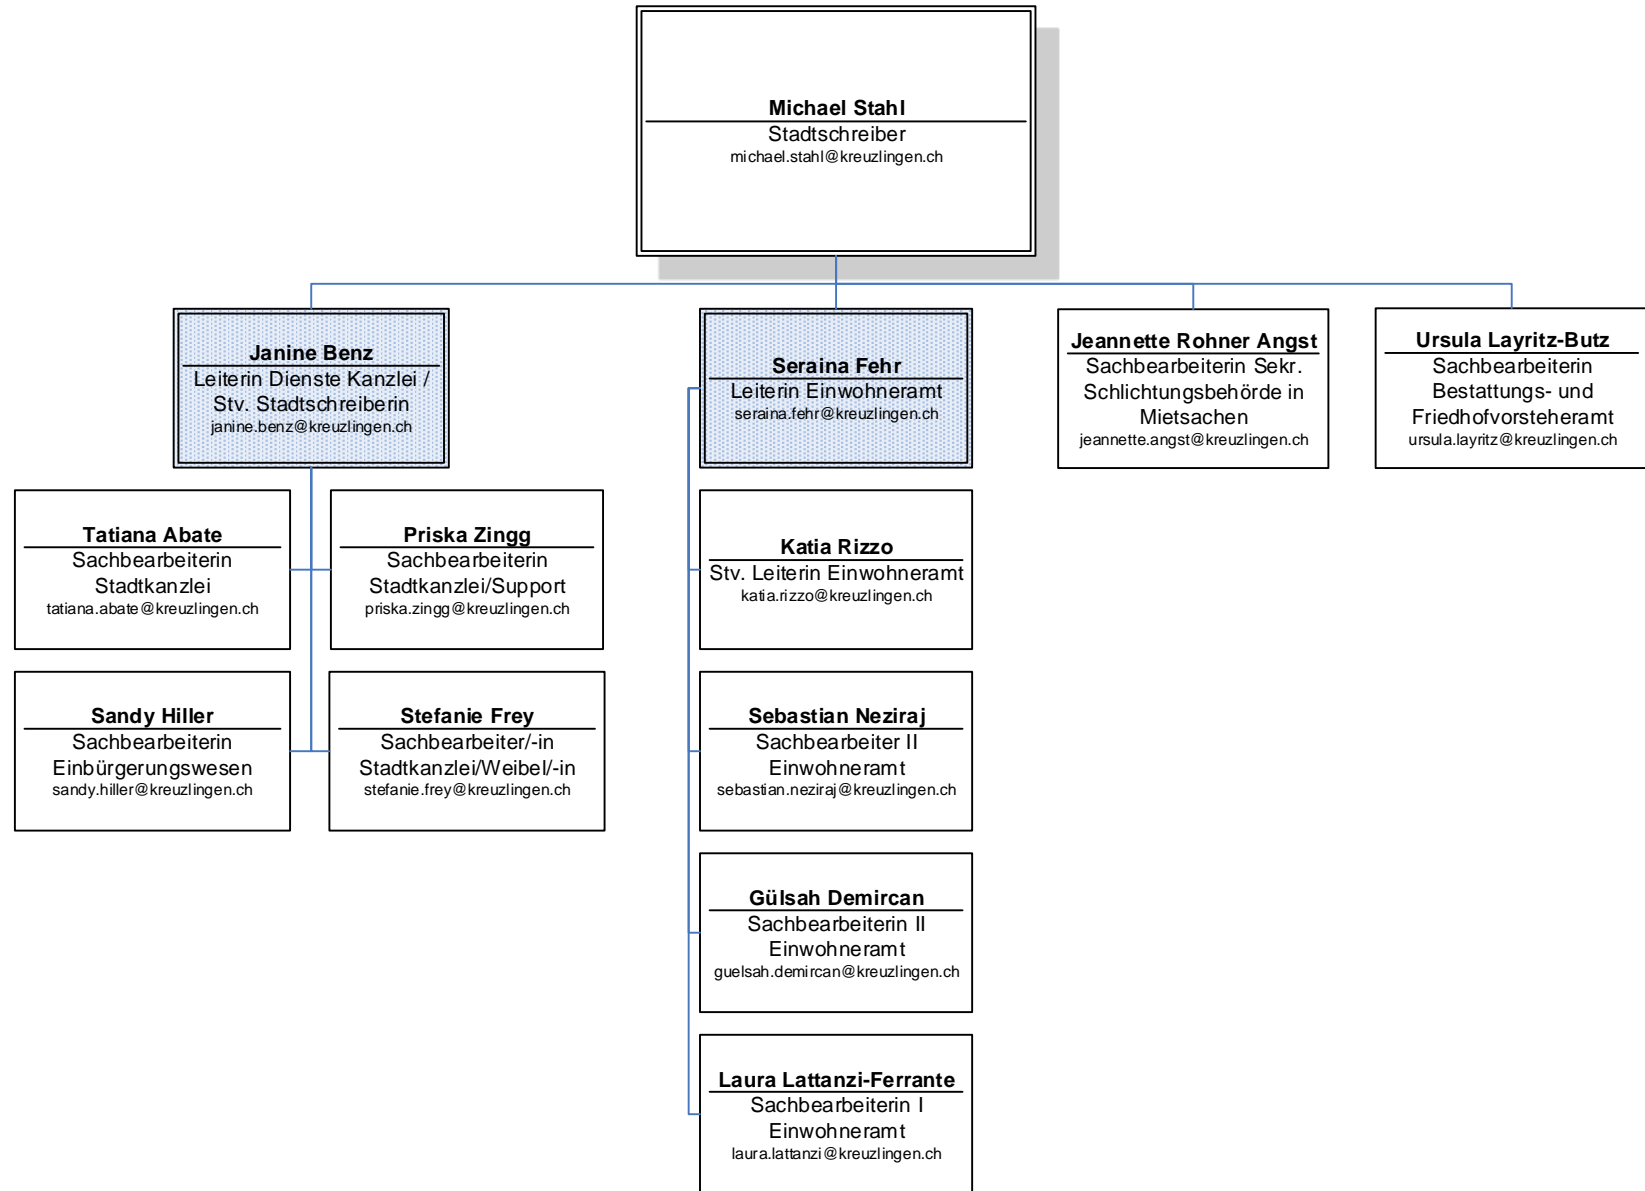 Michael Stahl
Stadtschreiber
michael.stahl@kreuzlingen.ch
Janine Benz
Leiterin Dienste Kanzlei /
Stv. Stadtschreiberin
janine.benz@kreuzlingen.ch
Seraina Fehr
Leiterin Einwohneramt
seraina.fehr@kreuzlingen.ch
Jeannette Rohner Angst
Sachbearbeiterin Sekr.
Schlichtungsbehörde in
Mietsachen
jeannette.angst@kreuzlingen.ch
Ursula Layritz-Butz
Sachbearbeiterin
Bestattungs- und
Friedhofvorsteheramt
ursula.layritz@kreuzlingen.ch
Tatiana Abate
Sachbearbeiterin
Stadtkanzlei
tatiana.abate@kreuzlingen.ch
Priska Zingg
Sachbearbeiterin
Stadtkanzlei/Support
priska.zingg@kreuzlingen.ch
Katia Rizzo
Stv. Leiterin Einwohneramt
katia.rizzo@kreuzlingen.ch
Sandy Hiller
Sachbearbeiterin
Einbürgerungswesen
sandy.hiller@kreuzlingen.ch
Stefanie Frey
Sachbearbeiter/-in
Stadtkanzlei/Weibel/-in
stefanie.frey@kreuzlingen.ch
Sebastian Neziraj
Sachbearbeiter II
Einwohneramt
sebastian.neziraj@kreuzlingen.ch
Gülsah Demircan
Sachbearbeiterin II
Einwohneramt
guelsah.demircan@kreuzlingen.ch
Laura Lattanzi-Ferrante
Sachbearbeiterin I
Einwohneramt
laura.lattanzi@kreuzlingen.ch